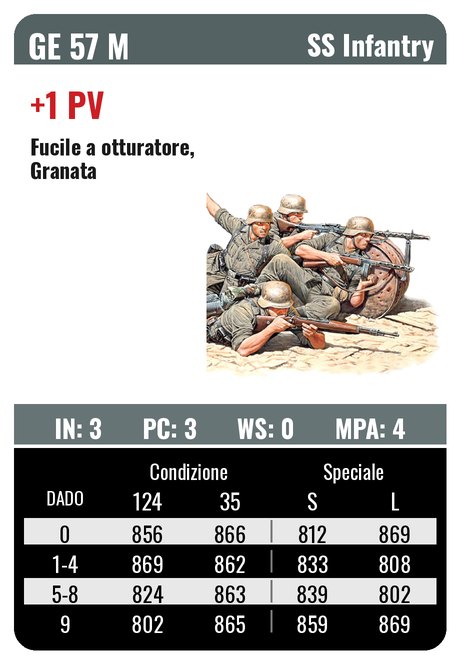 GE 57 M SS Infantry
+1 PV
Fucile a otturatore,
Granata
IN: 3 PC: 3 WS: 0 MPA: 4
Condizione Speciale
DADO 124 35 S L
0 856 866 812 869
1-4 869 862 833 808
5-8 824 863 839 802
9 802 865 859 869